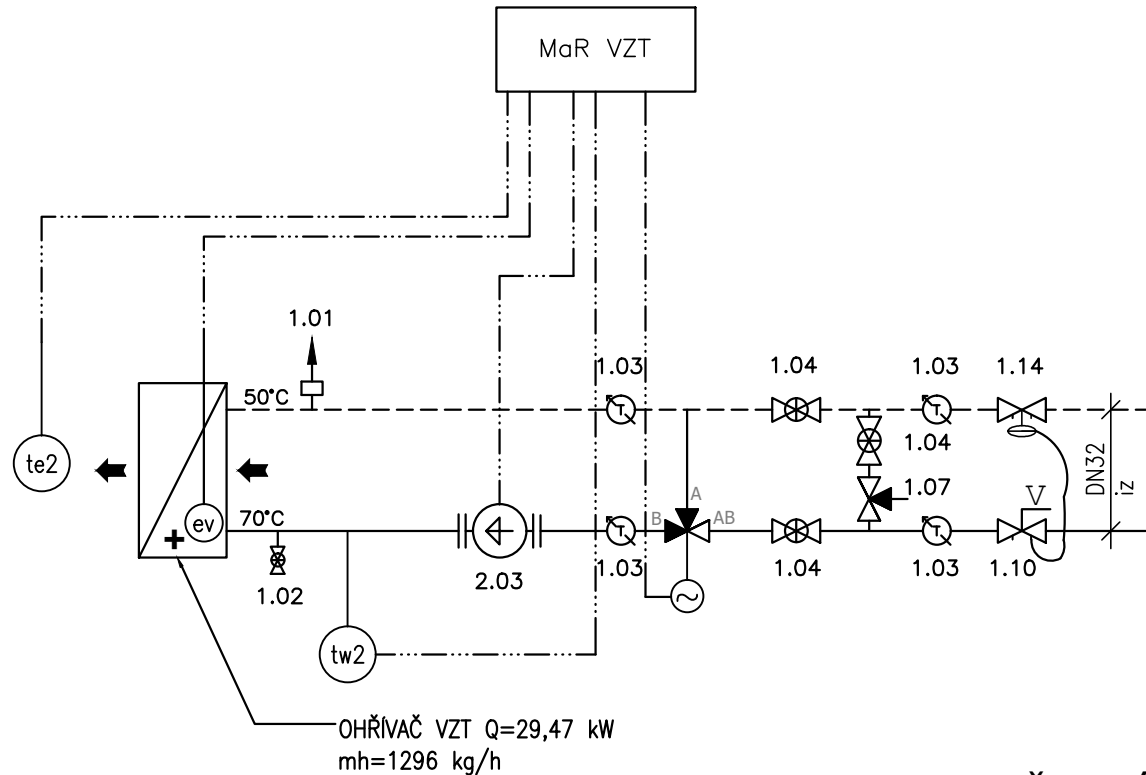 MaR VZT
1.01
1.03
1.04
1.03
1.14
50°C
T
T
te2
1.04
DN32
iz
A
1.07
V
ev
70°C
B
AB
T
T
1.02
2.03
1.03
1.04
1.03
1.10
tw2
OHŘÍVAČ VZT Q=29,47 kW
mh=1296 kg/h